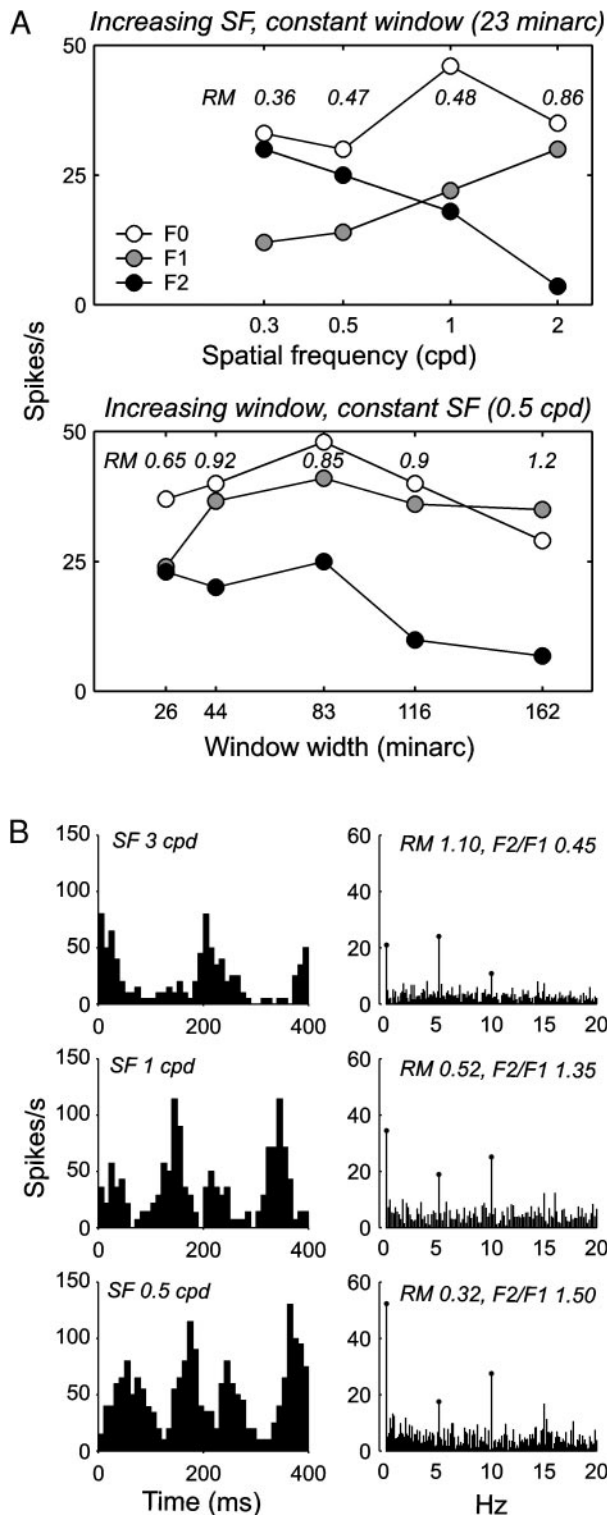 A
Increasing SF, constant window (23 minarc)
50
RM 0.36 0.47 0.48 0.86
25
F0
F1
F2
0
0.3 0.5 1 2
Spatial frequency (cpd)
Spikes/s
Increasing window, constant SF (0.5 cpd)
50
RM 0.65 0.92 0.85 0.9 1.2
25
0
26 44 83 116 162
Window width (minarc)
B
150
SF 3 cpd
100
50
0
0 200 400
60
RM 1.10, F2/F1 0.45
40
20
0
0 5 10 15 20
150
SF 1 cpd
100
50
0
0 200 400
60
RM 0.52, F2/F1 1.35
40
20
0
0 5 10 15 20
Spikes/s
150
SF 0.5 cpd
100
50
0
0 200 400
Time (ms)
60
RM 0.32, F2/F1 1.50
40
20
0
0 5 10 15 20
Hz